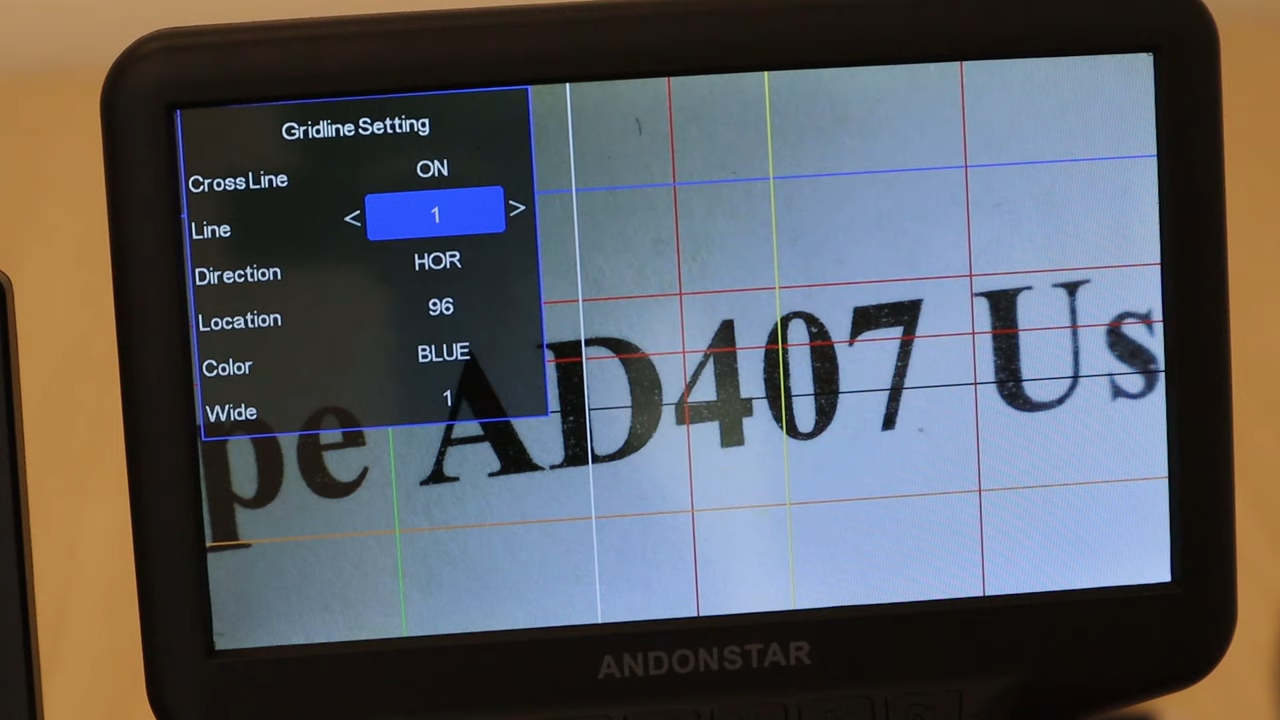 Gridline Setting
Cross Line ON
Line < 1 >
Direction HOR
Location 96
Color BLUE
Wide 1
pe AD407 Us
ANDONSTAR